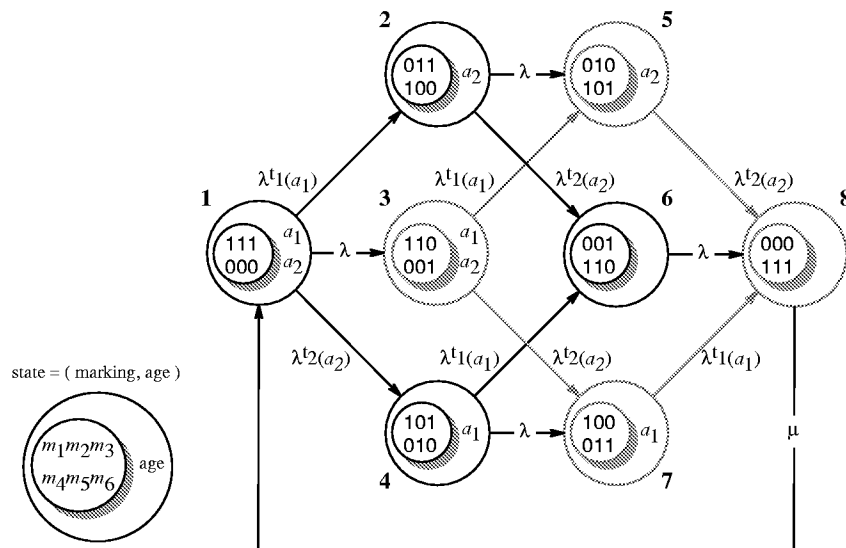 2 5
011 a2 λ 010 a2
100 101
λt1(a1) λt1(a1) λt2(a2) λt2(a2)
1 3 6 8
111 a1 λ 110 a1 001 λ 000
000 a2 001 a2 110 111
λt2(a2) λt1(a1) λt2(a2) λt1(a1)
state = ( marking, age )
101 a1 λ 100 a1 μ
010 011
m1m2m3 age
m4m5m6
4 7